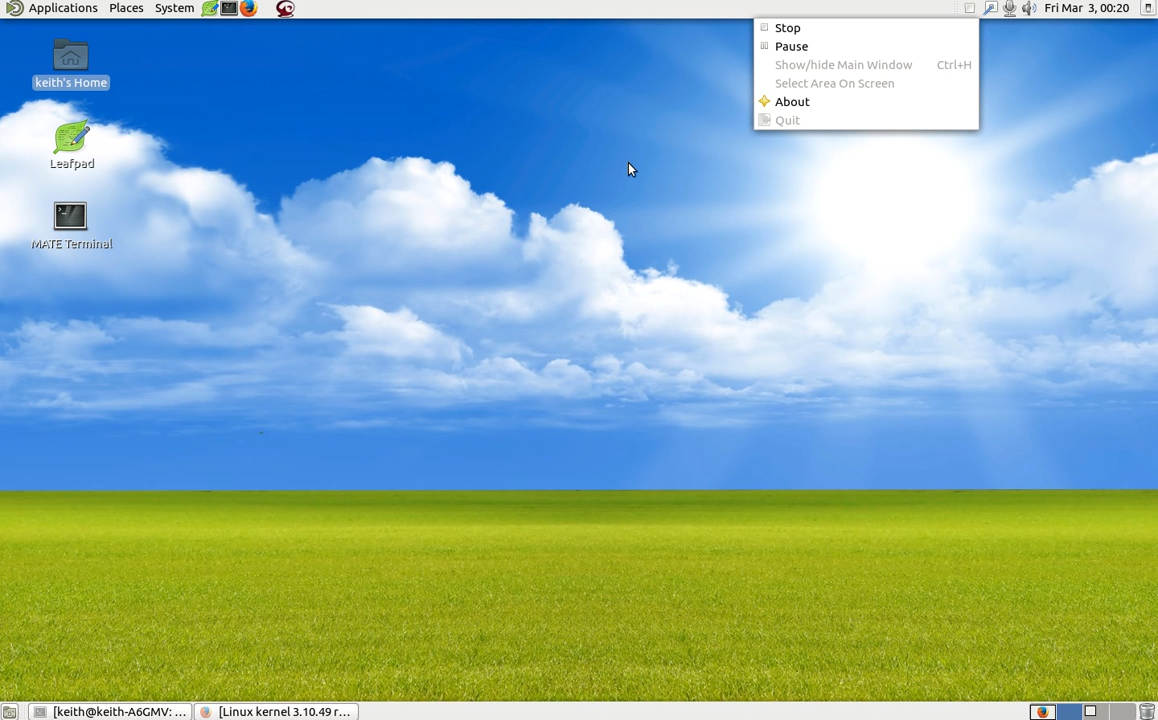 Applications Places System Fri Mar 3, 00:20
Stop
Pause
Show/hide Main Window Ctrl+H
Select Area On Screen
About
Quit
keith's Home
Leafpad
MATE Terminal
[keith@keith-A6GMV: ... [Linux kernel 3.10.49 r...